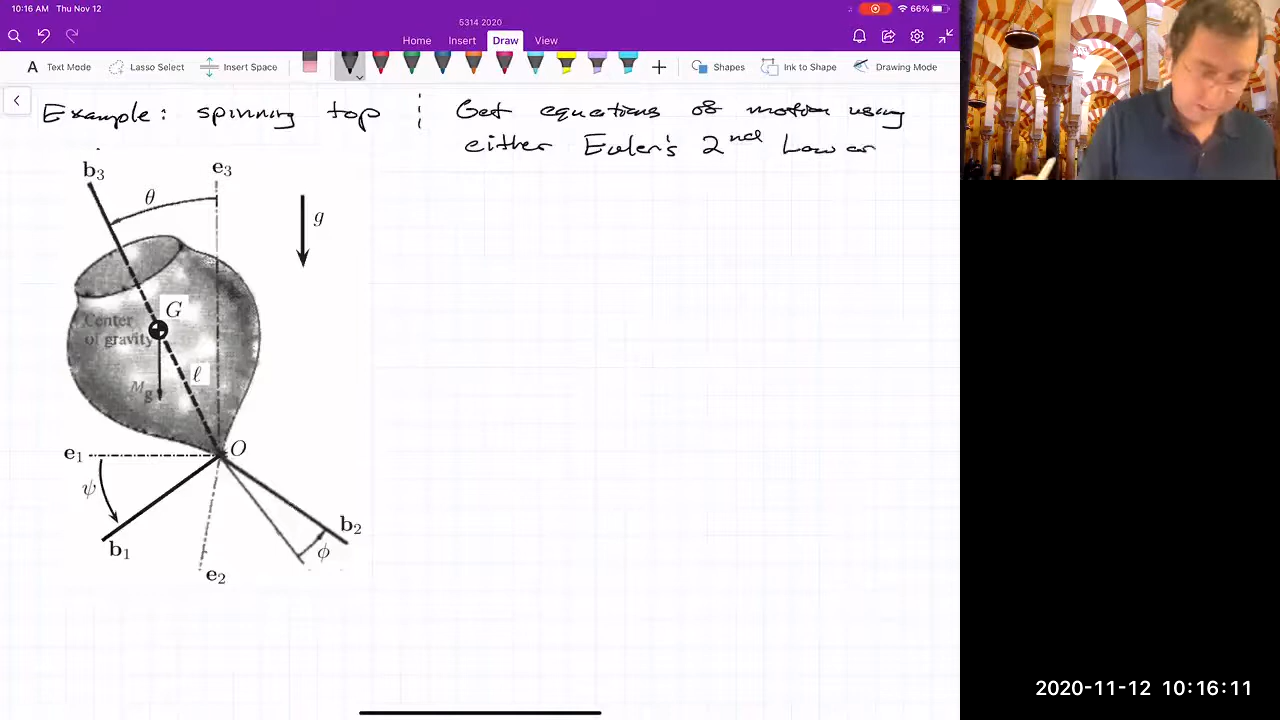 10:16 AM Thu Nov 12
66%
5314 2020
Home Insert Draw View
Text Mode Lasso Select Insert Space Shapes Ink to Shape Drawing Mode
Example: spinning top
Get equations of motion using
either Euler's 2nd Law or
b3
e3
θ
g
G
Center
of gravity
ℓ
Mg
e1
O
ψ
b2
b1
ϕ
e2
2020-11-12 10:16:11